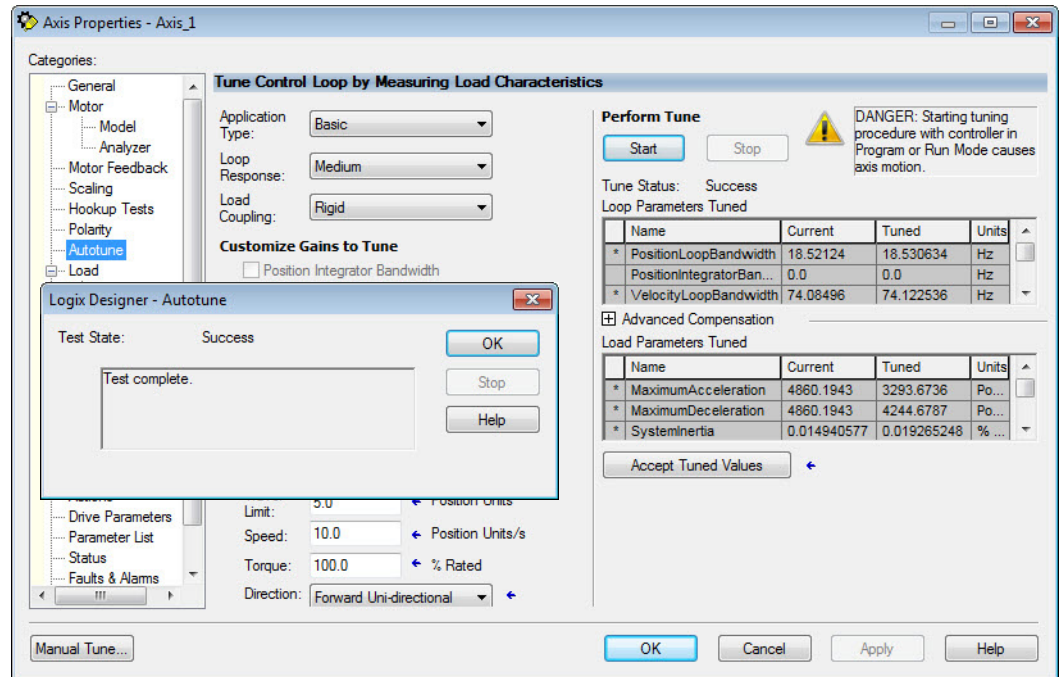 Axis Properties - Axis_1
Categories:
General
Motor
Model
Analyzer
Motor Feedback
Scaling
Hookup Tests
Polarity
Autotune
Load
Tune Control Loop by Measuring Load Characteristics
Application
Type:
Basic
Loop
Response:
Medium
Load
Coupling:
Rigid
Customize Gains to Tune
Position Integrator Bandwidth
Perform Tune
Start
Stop
DANGER: Starting tuning
procedure with controller in
Program or Run Mode causes
axis motion.
Tune Status: Success
Loop Parameters Tuned
Name Current Tuned Units
* PositionLoopBandwidth 18.52124 18.530634 Hz
PositionIntegratorBan... 0.0 0.0 Hz
* VelocityLoopBandwidth 74.08496 74.122536 Hz
Advanced Compensation
Load Parameters Tuned
Name Current Tuned Units
* MaximumAcceleration 4860.1943 3293.6736 Po...
* MaximumDeceleration 4860.1943 4244.6787 Po...
* SystemInertia 0.014940577 0.019265248 % ...
Accept Tuned Values
Logix Designer - Autotune
Test State: Success
Test complete.
OK
Stop
Help
Drive Parameters
Parameter List
Status
Faults & Alarms
Limit: 5.0 Position Units
Speed: 10.0 Position Units/s
Torque: 100.0 % Rated
Direction: Forward Uni-directional
Manual Tune...
OK
Cancel
Apply
Help